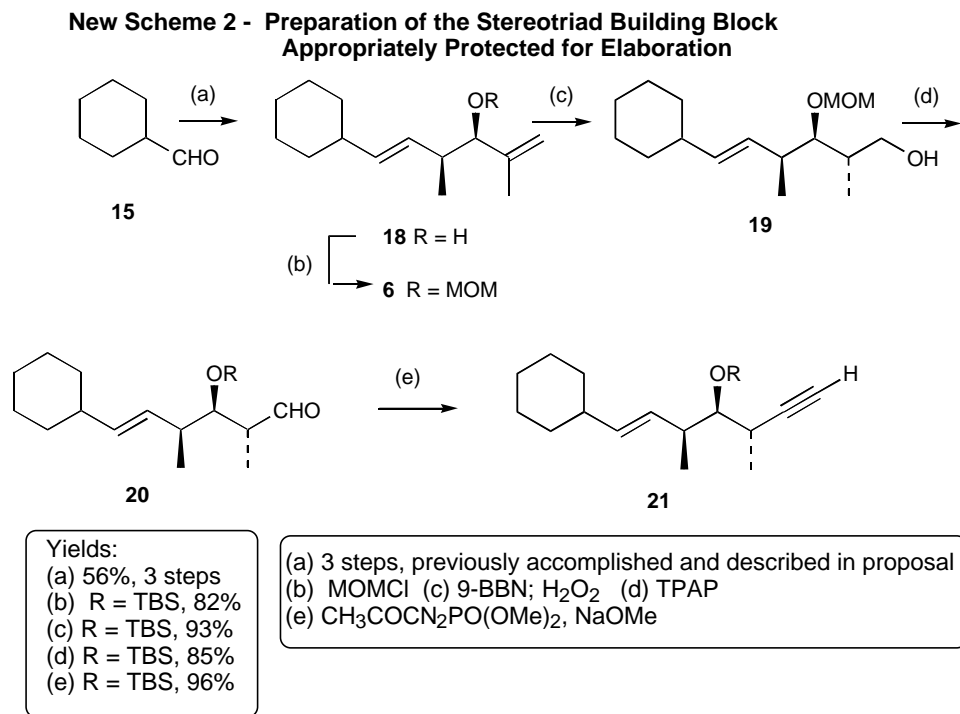 New Scheme 2 - Preparation of the Stereotriad Building Block
Appropriately Protected for Elaboration
(a)
(c)
(d)
CHO
OR
OMOM
OH
15
18 R = H
19
(b)
6 R = MOM
OR
CHO
(e)
OR
H
20
21
Yields:
(a) 56%, 3 steps
(b) R = TBS, 82%
(c) R = TBS, 93%
(d) R = TBS, 85%
(e) R = TBS, 96%
(a) 3 steps, previously accomplished and described in proposal
(b) MOMCl (c) 9-BBN; H₂O₂ (d) TPAP
(e) CH₃COCN₂PO(OMe)₂, NaOMe